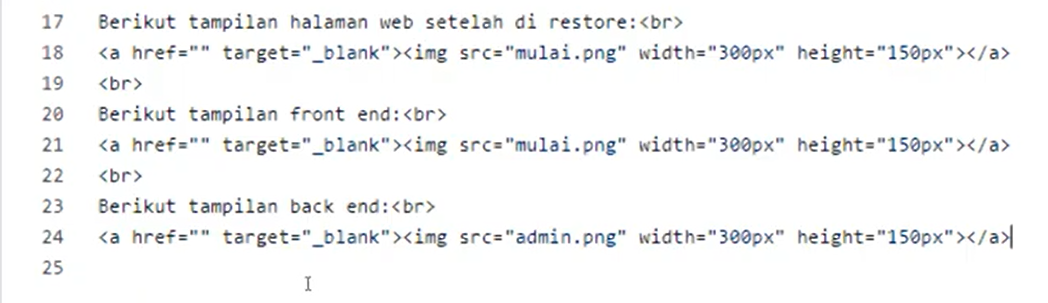 17 Berikut tampilan halaman web setelah di restore:<br>
18 <a href="" target="_blank"><img src="mulai.png" width="300px" height="150px"></a>
19 <br>
20 Berikut tampilan front end:<br>
21 <a href="" target="_blank"><img src="mulai.png" width="300px" height="150px"></a>
22 <br>
23 Berikut tampilan back end:<br>
24 <a href="" target="_blank"><img src="admin.png" width="300px" height="150px"></a>
25